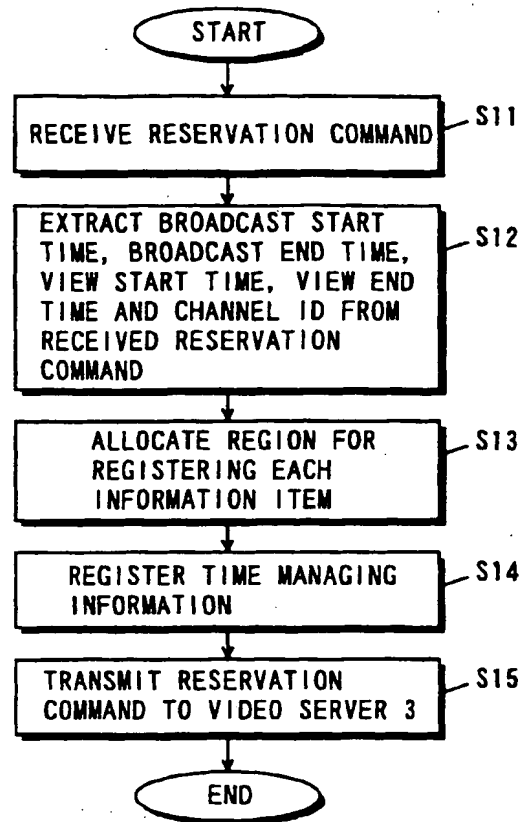 START
RECEIVE RESERVATION COMMAND
S11
EXTRACT BROADCAST START
TIME, BROADCAST END TIME,
VIEW START TIME, VIEW END
TIME AND CHANNEL ID FROM
RECEIVED RESERVATION
COMMAND
S12
ALLOCATE REGION FOR
REGISTERING EACH
INFORMATION ITEM
S13
REGISTER TIME MANAGING
INFORMATION
S14
TRANSMIT RESERVATION
COMMAND TO VIDEO SERVER 3
S15
END